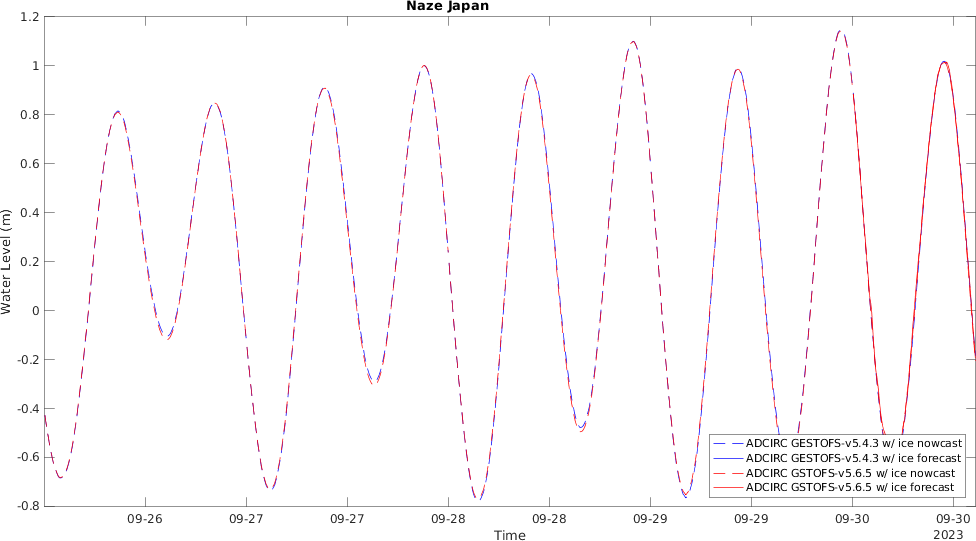 Naze Japan
1.2
1
0.8
0.6
0.4
0.2
0
-0.2
-0.4
-0.6
-0.8
Water Level (m)
ADCIRC GESTOFS-v5.4.3 w/ ice nowcast
ADCIRC GESTOFS-v5.4.3 w/ ice forecast
ADCIRC GSTOFS-v5.6.5 w/ ice nowcast
ADCIRC GSTOFS-v5.6.5 w/ ice forecast
09-26 09-27 09-27 09-28 09-28 09-29 09-29 09-30 09-30
Time 2023